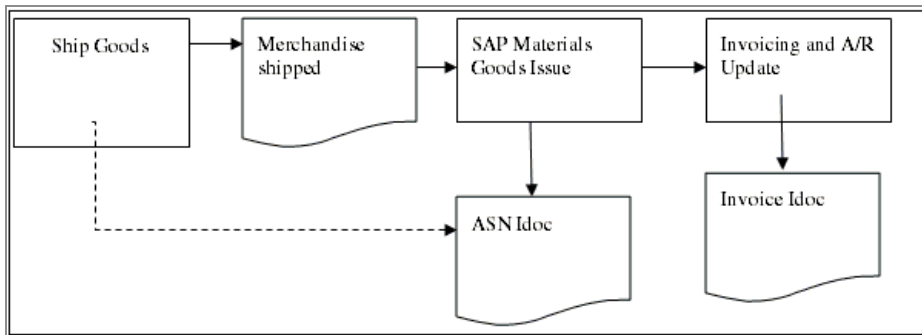 Ship Goods
Merchandise
shipped
SAP Materials
Goods Issue
Invoicing and A/R
Update
ASN Idoc
Invoice Idoc